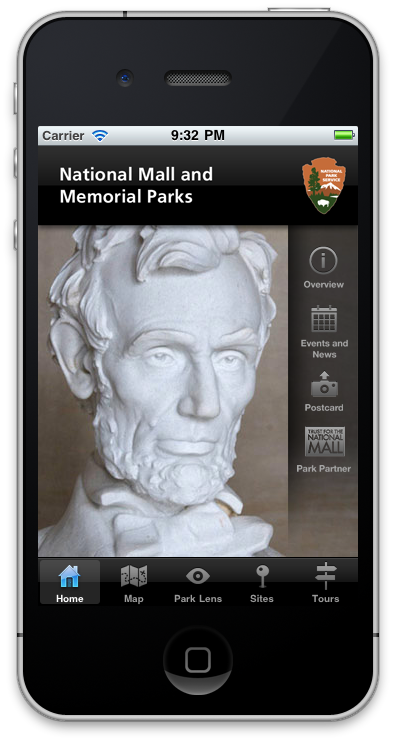 Carrier 9:32 PM
National Mall and
Memorial Parks
NATIONAL
PARK
SERVICE
Overview
Events and
News
Postcard
TRUST FOR THE
NATIONAL
MALL
Park Partner
Home Map Park Lens Sites Tours